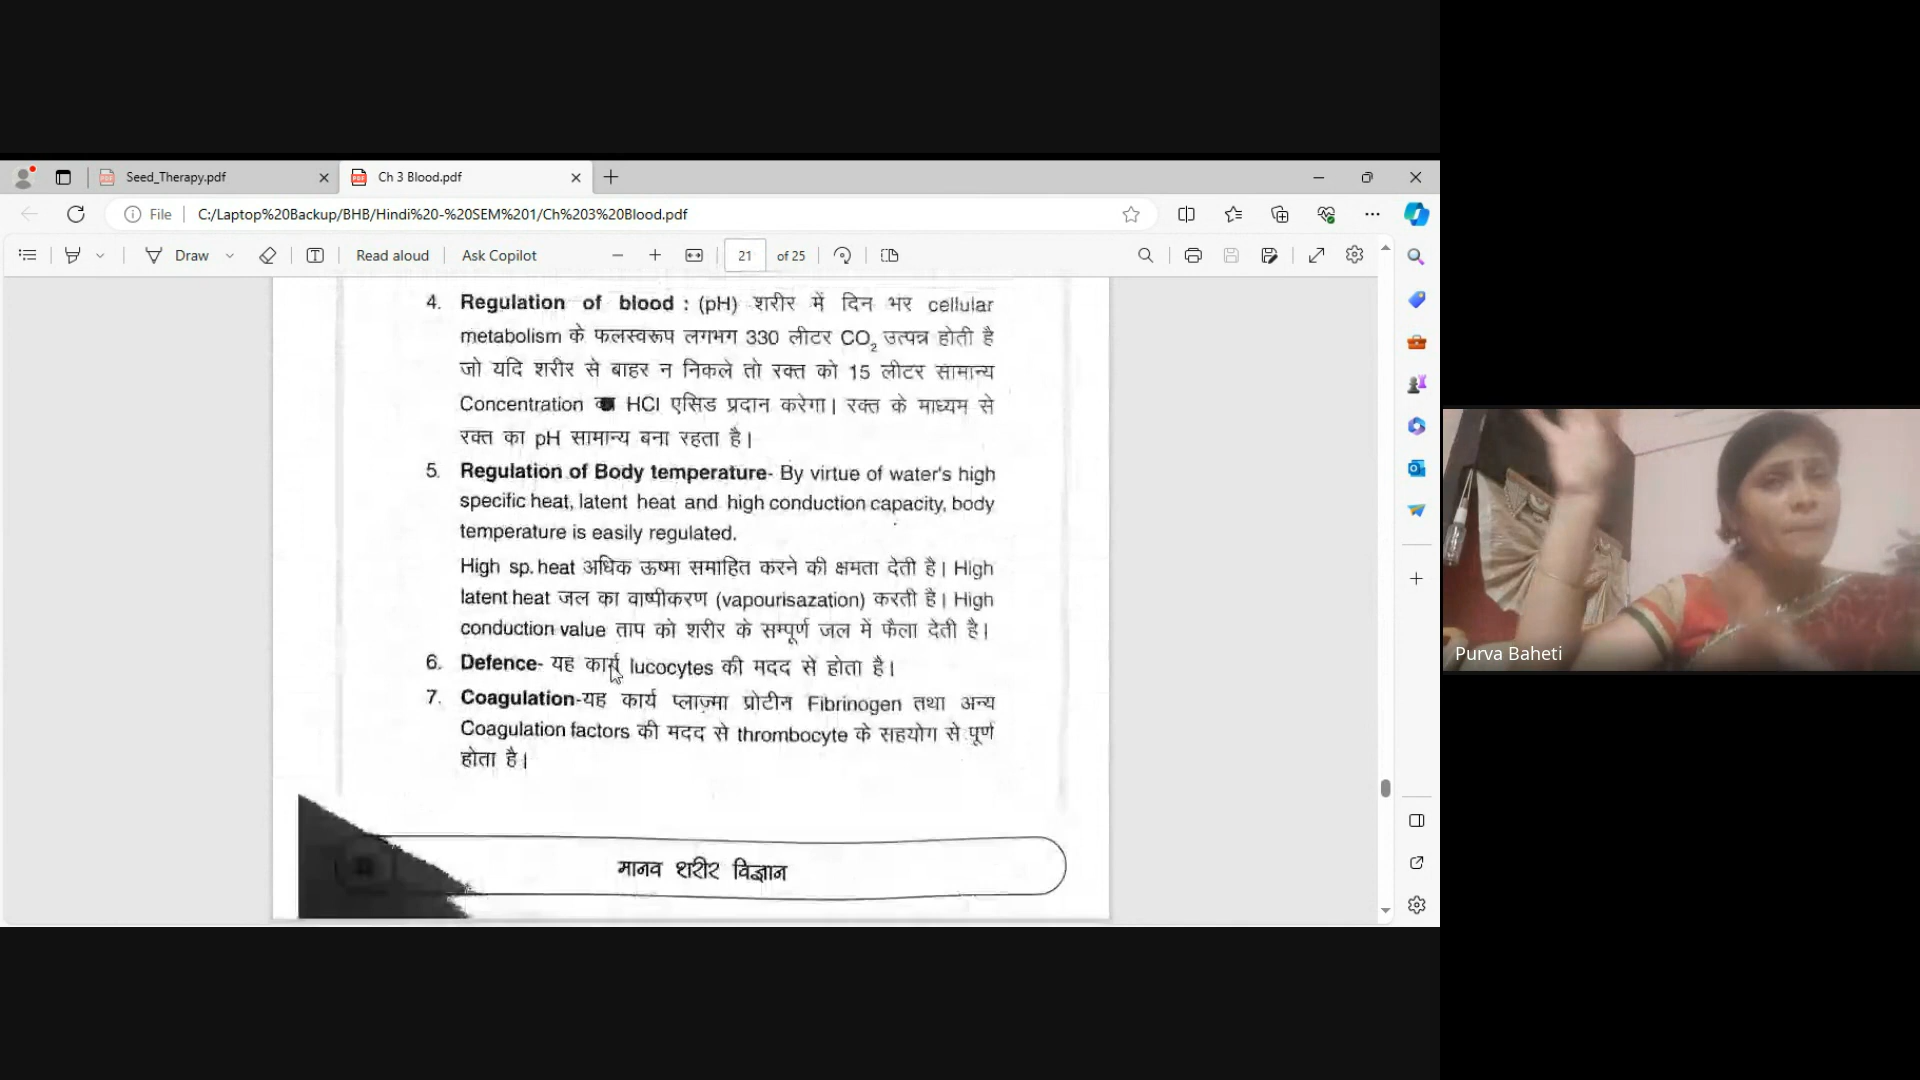 Seed_Therapy.pdf
Ch 3 Blood.pdf
File
C:/Laptop%20Backup/BHB/Hindi%20-%20SEM%201/Ch%203%20Blood.pdf
Draw
Read aloud
Ask Copilot
21
of 25
4. Regulation of blood : (pH) शरीर में दिन भर cellular
metabolism के फलस्वरूप लगभग 330 लीटर CO₂ उत्पन्न होती है
जो यदि शरीर से बाहर न निकले तो रक्त को 15 लीटर सामान्य
Concentration का HCl एसिड प्रदान करेगा। रक्त के माध्यम से
रक्त का pH सामान्य बना रहता है।
5. Regulation of Body temperature- By virtue of water's high
specific heat, latent heat and high conduction capacity, body
temperature is easily regulated.
High sp. heat अधिक ऊष्मा समाहित करने की क्षमता देती है। High
latent heat जल का वाष्पीकरण (vapourisazation) करती है। High
conduction value ताप को शरीर के सम्पूर्ण जल में फैला देती है।
6. Defence- यह कार्य lucocytes की मदद से होता है।
7. Coagulation-यह कार्य प्लाज़्मा प्रोटीन Fibrinogen तथा अन्य
Coagulation factors की मदद से thrombocyte के सहयोग से पूर्ण
होता है।
मानव शरीर विज्ञान
Purva Baheti